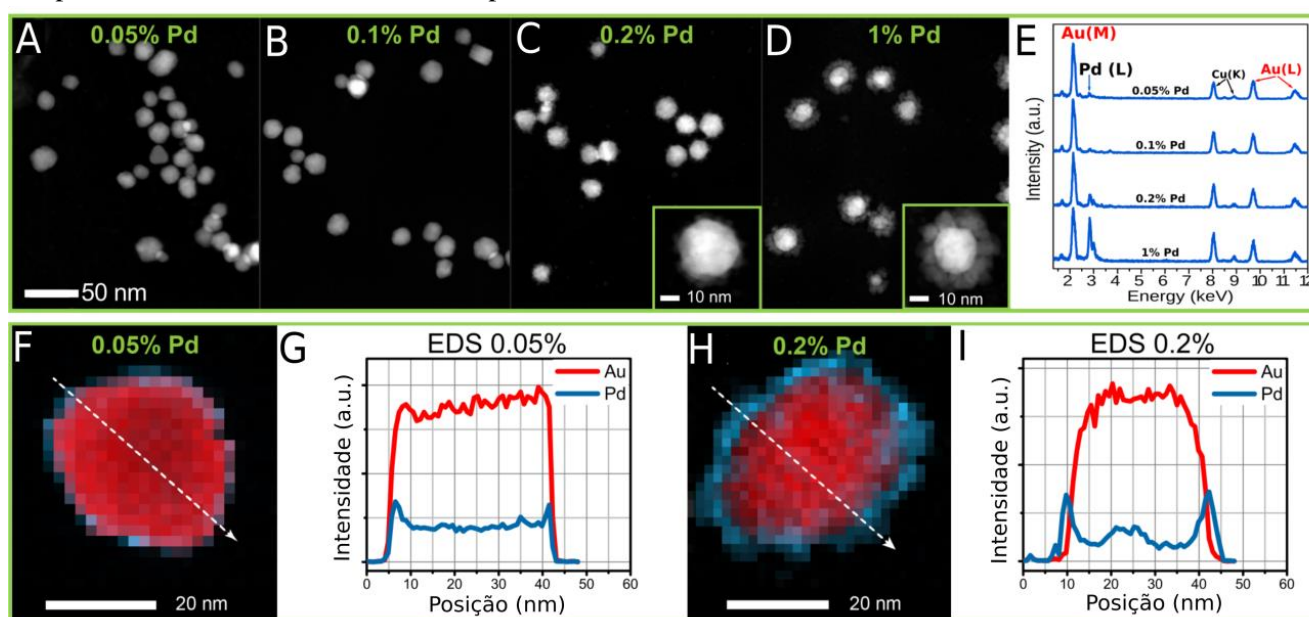 A 0.05% Pd
50 nm
B 0.1% Pd
C 0.2% Pd
10 nm
D 1% Pd
10 nm
E
Au(M)
Pd (L)
Cu(K)
Au(L)
0.05% Pd
0.1% Pd
0.2% Pd
1% Pd
Intensity (a.u.)
2 3 4 5 6 7 8 9 10 11 12
Energy (keV)
F 0.05% Pd
20 nm
G EDS 0.05%
Au
Pd
Intensidade (a.u.)
0 10 20 30 40 50 60
Posição (nm)
H 0.2% Pd
20 nm
I EDS 0.2%
Au
Pd
Intensidade (a.u.)
0 10 20 30 40 50 60
Posição (nm)